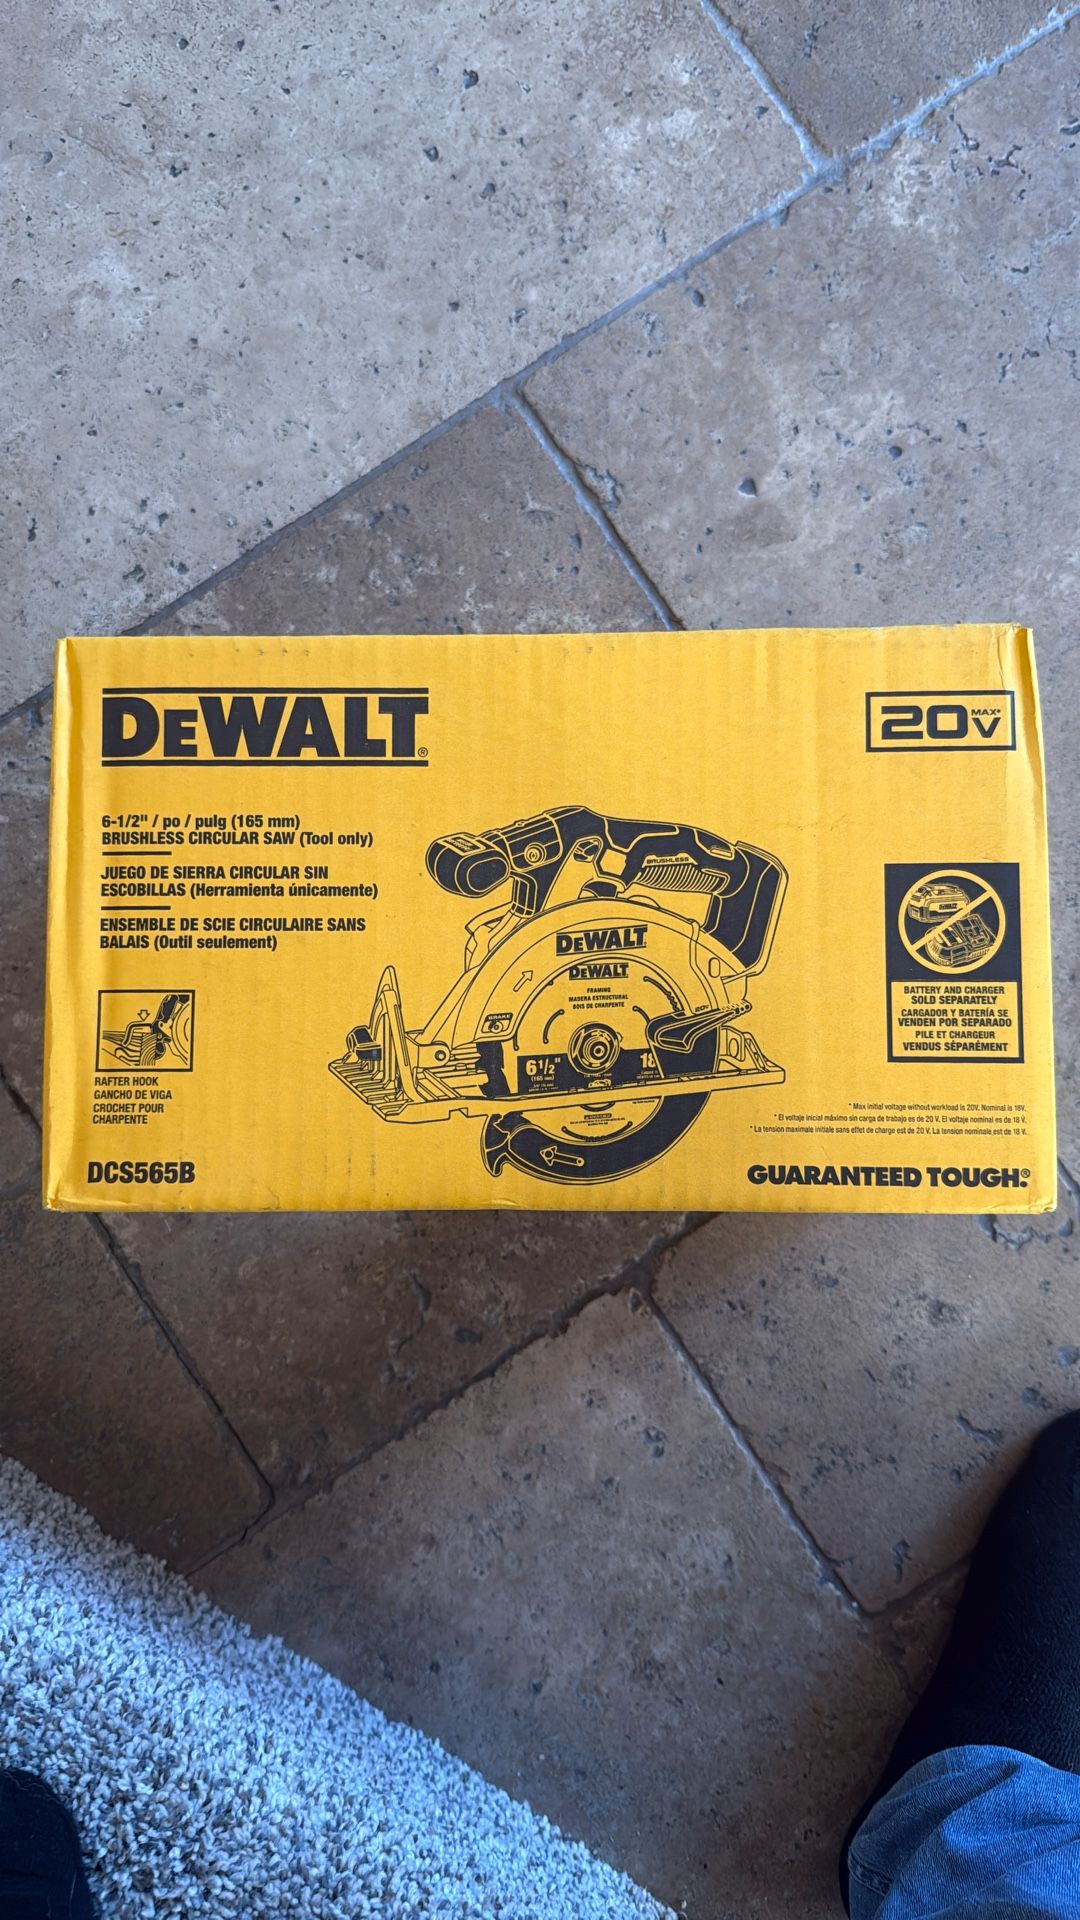 DEWALT®
20V MAX*
6-1/2" / po / pulg (165 mm)
BRUSHLESS CIRCULAR SAW (Tool only)
JUEGO DE SIERRA CIRCULAR SIN
ESCOBILLAS (Herramienta únicamente)
ENSEMBLE DE SCIE CIRCULAIRE SANS
BALAIS (Outil seulement)
BRUSHLESS
DEWALT
DEWALT
FRAMING
MADERA ESTRUCTURAL
BOIS DE CHARPENTE
BRAKE
20V
6 1/2"
(165 mm)
18
DEWALT
BATTERY AND CHARGER
SOLD SEPARATELY
CARGADOR Y BATERÍA SE
VENDEN POR SEPARADO
PILE ET CHARGEUR
VENDUS SÉPARÉMENT
RAFTER HOOK
GANCHO DE VIGA
CROCHET POUR
CHARPENTE
* Max initial voltage without workload is 20V. Nominal is 18V.
* El voltaje inicial máximo sin carga de trabajo es de 20 V. El voltaje nominal es de 18 V.
* La tension maximale initiale sans effet de charge est de 20 V. La tension nominale est de 18 V.
DCS565B
GUARANTEED TOUGH.®